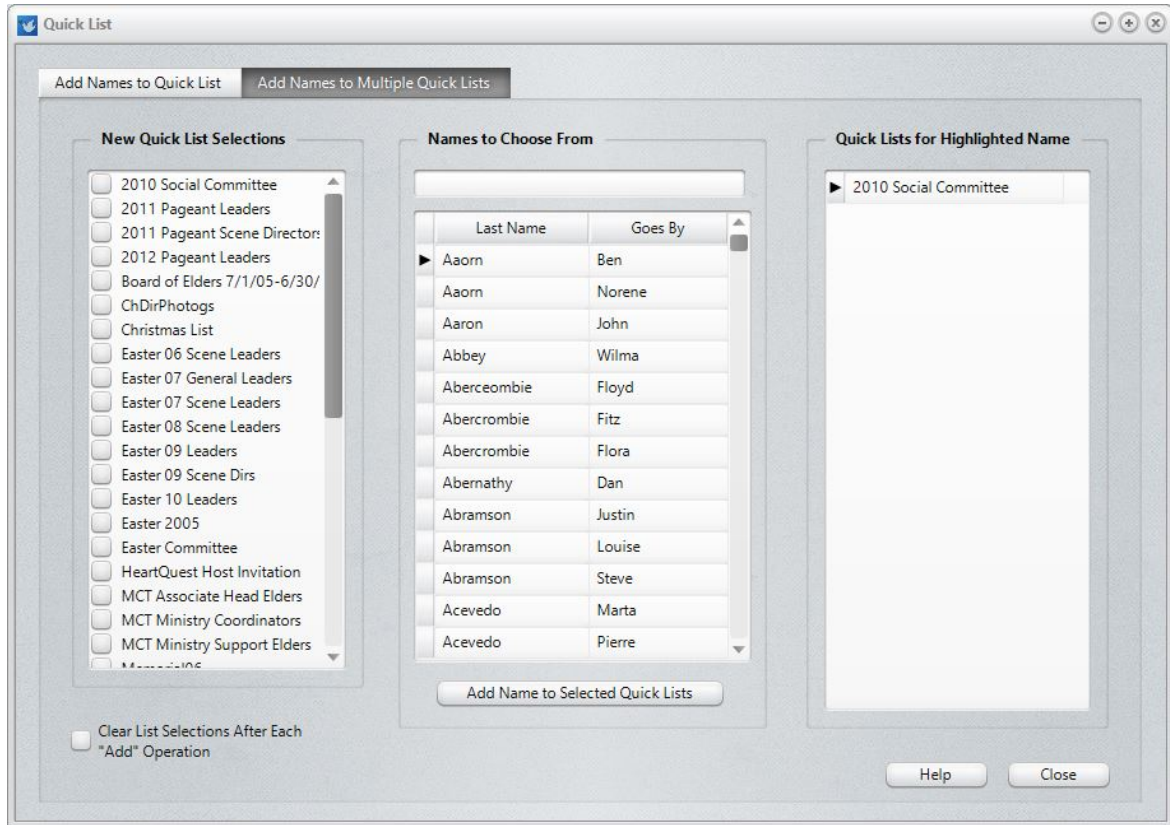 Quick List
Add Names to Quick List
Add Names to Multiple Quick Lists
New Quick List Selections
2010 Social Committee
2011 Pageant Leaders
2011 Pageant Scene Director
2012 Pageant Leaders
Board of Elders 7/1/05-6/30/
ChDirPhotogs
Christmas List
Easter 06 Scene Leaders
Easter 07 General Leaders
Easter 07 Scene Leaders
Easter 08 Scene Leaders
Easter 09 Leaders
Easter 09 Scene Dirs
Easter 10 Leaders
Easter 2005
Easter Committee
HeartQuest Host Invitation
MCT Associate Head Elders
MCT Ministry Coordinators
MCT Ministry Support Elders
Memorial06
Clear List Selections After Each
"Add" Operation
Names to Choose From
Last Name Goes By
Aaorn Ben
Aaorn Norene
Aaron John
Abbey Wilma
Aberceombie Floyd
Abercrombie Fitz
Abercrombie Flora
Abernathy Dan
Abramson Justin
Abramson Louise
Abramson Steve
Acevedo Marta
Acevedo Pierre
Add Name to Selected Quick Lists
Quick Lists for Highlighted Name
2010 Social Committee
Help
Close